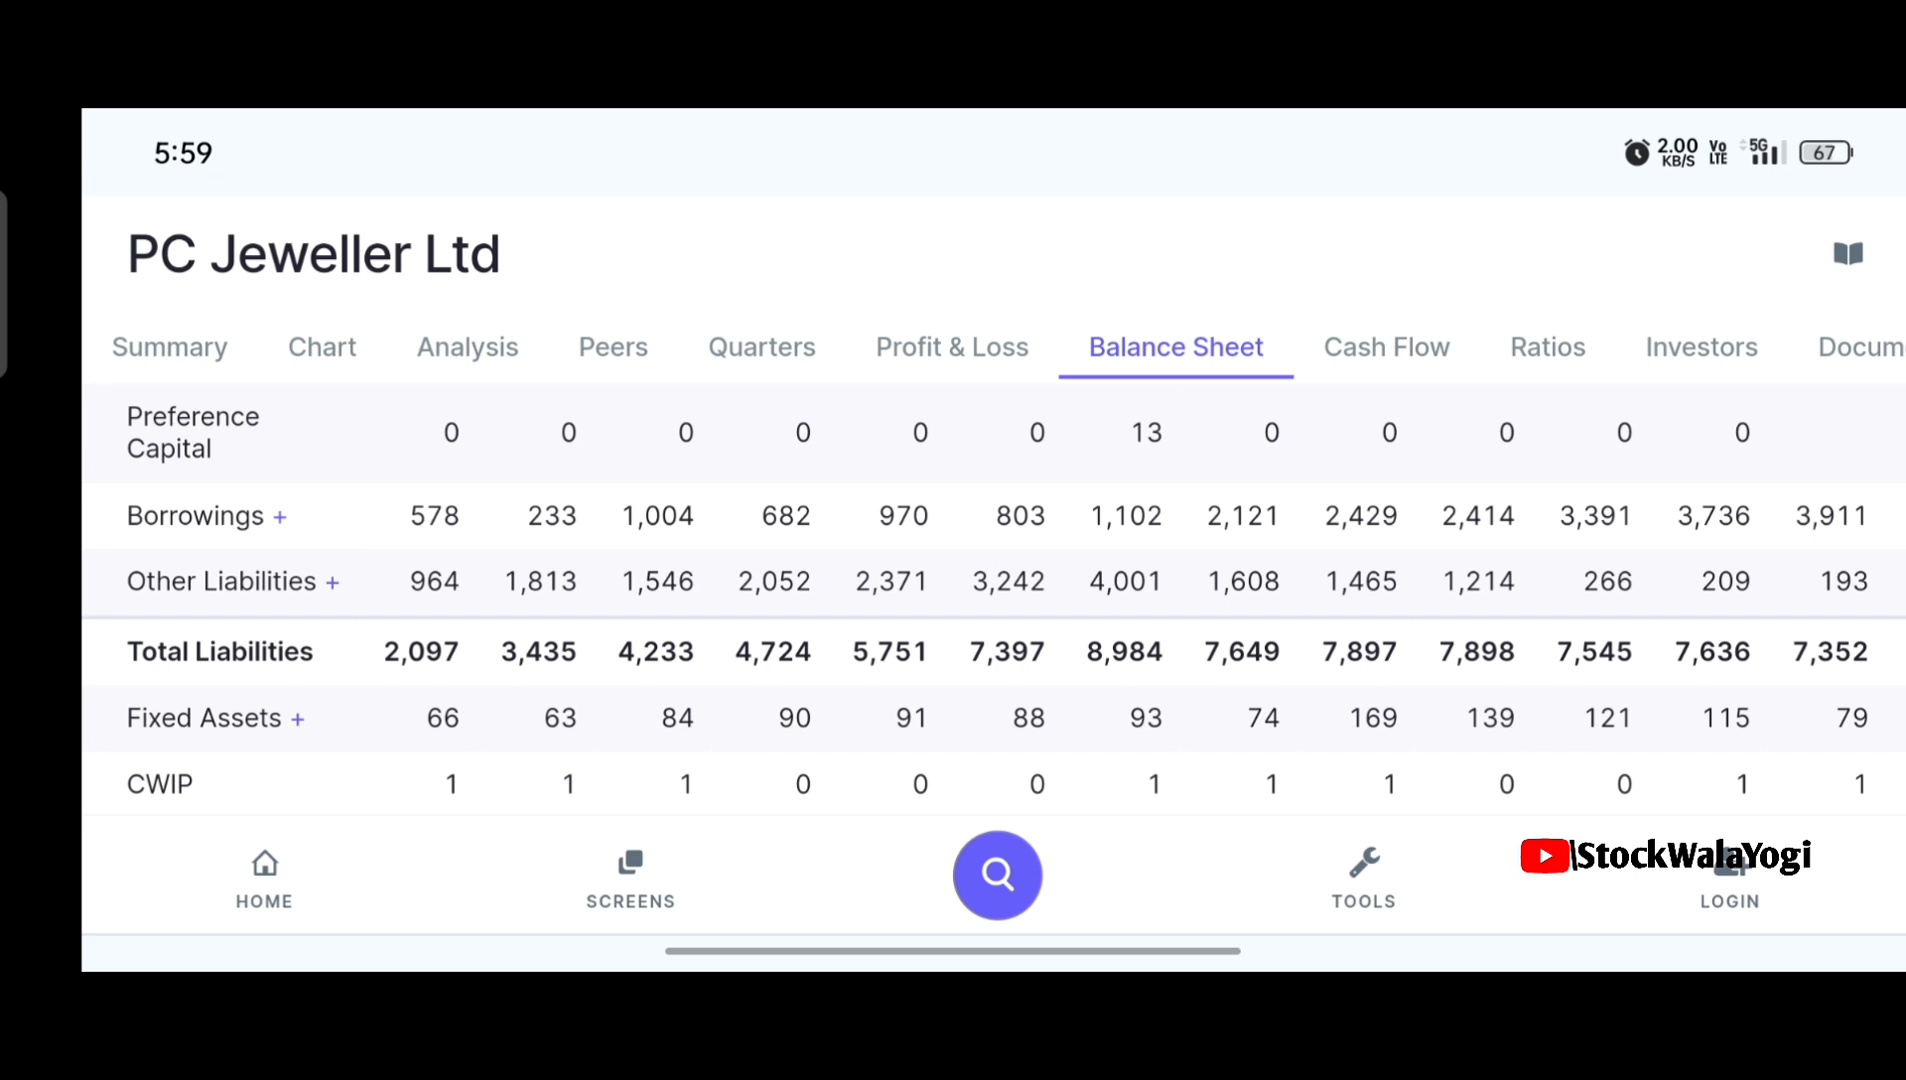 5:59
2.00 KB/S Vo LTE 5G 67
PC Jeweller Ltd
Summary Chart Analysis Peers Quarters Profit & Loss Balance Sheet Cash Flow Ratios Investors Docum
Preference Capital 0 0 0 0 0 0 13 0 0 0 0 0
Borrowings + 578 233 1,004 682 970 803 1,102 2,121 2,429 2,414 3,391 3,736 3,911
Other Liabilities + 964 1,813 1,546 2,052 2,371 3,242 4,001 1,608 1,465 1,214 266 209 193
Total Liabilities 2,097 3,435 4,233 4,724 5,751 7,397 8,984 7,649 7,897 7,898 7,545 7,636 7,352
Fixed Assets + 66 63 84 90 91 88 93 74 169 139 121 115 79
CWIP 1 1 1 0 0 0 1 1 1 0 0 1 1
\StockWalaYogi
HOME SCREENS TOOLS LOGIN